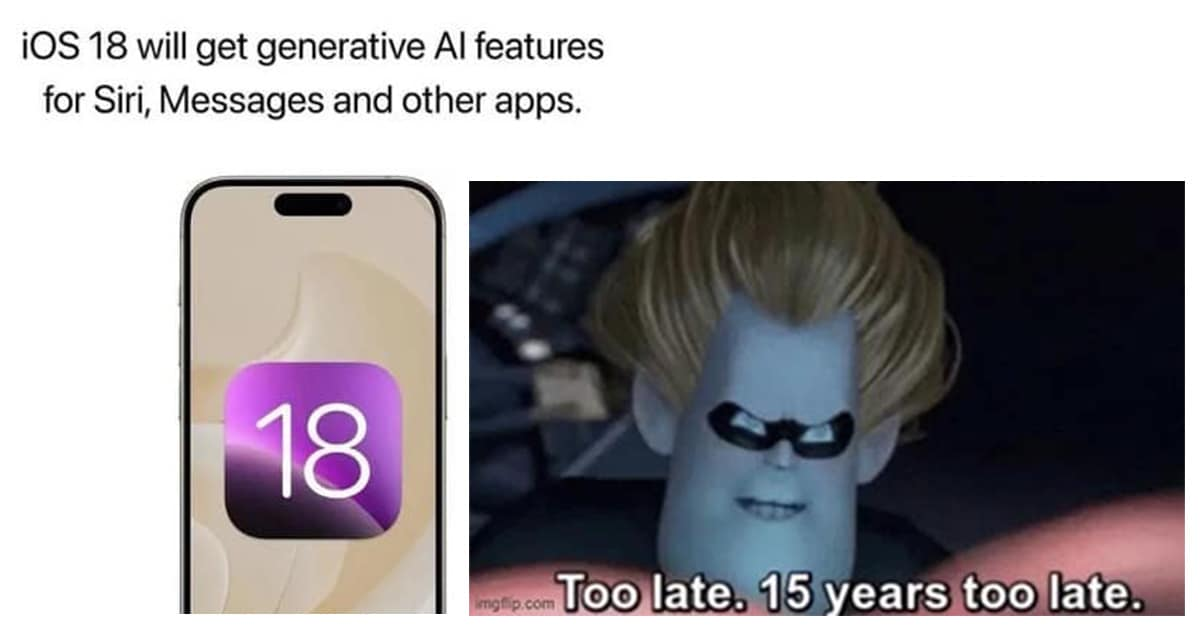 iOS 18 will get generative AI features
for Siri, Messages and other apps.
18
Too late. 15 years too late.
imgflip.com